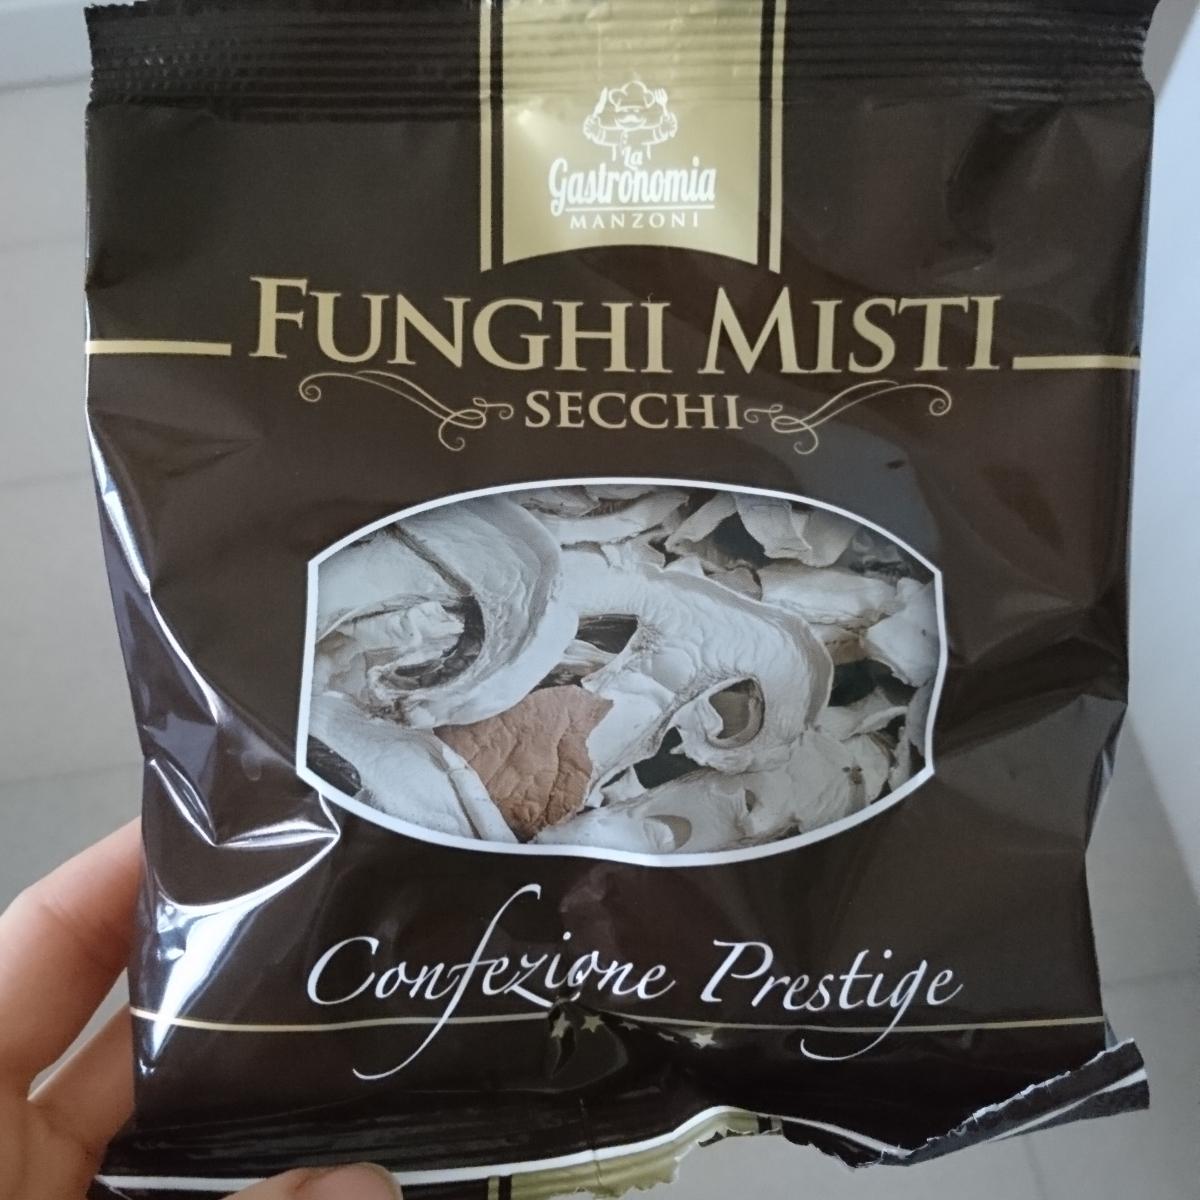 La
Gastronomia
MANZONI
FUNGHI MISTI
SECCHI
Confezione Prestige